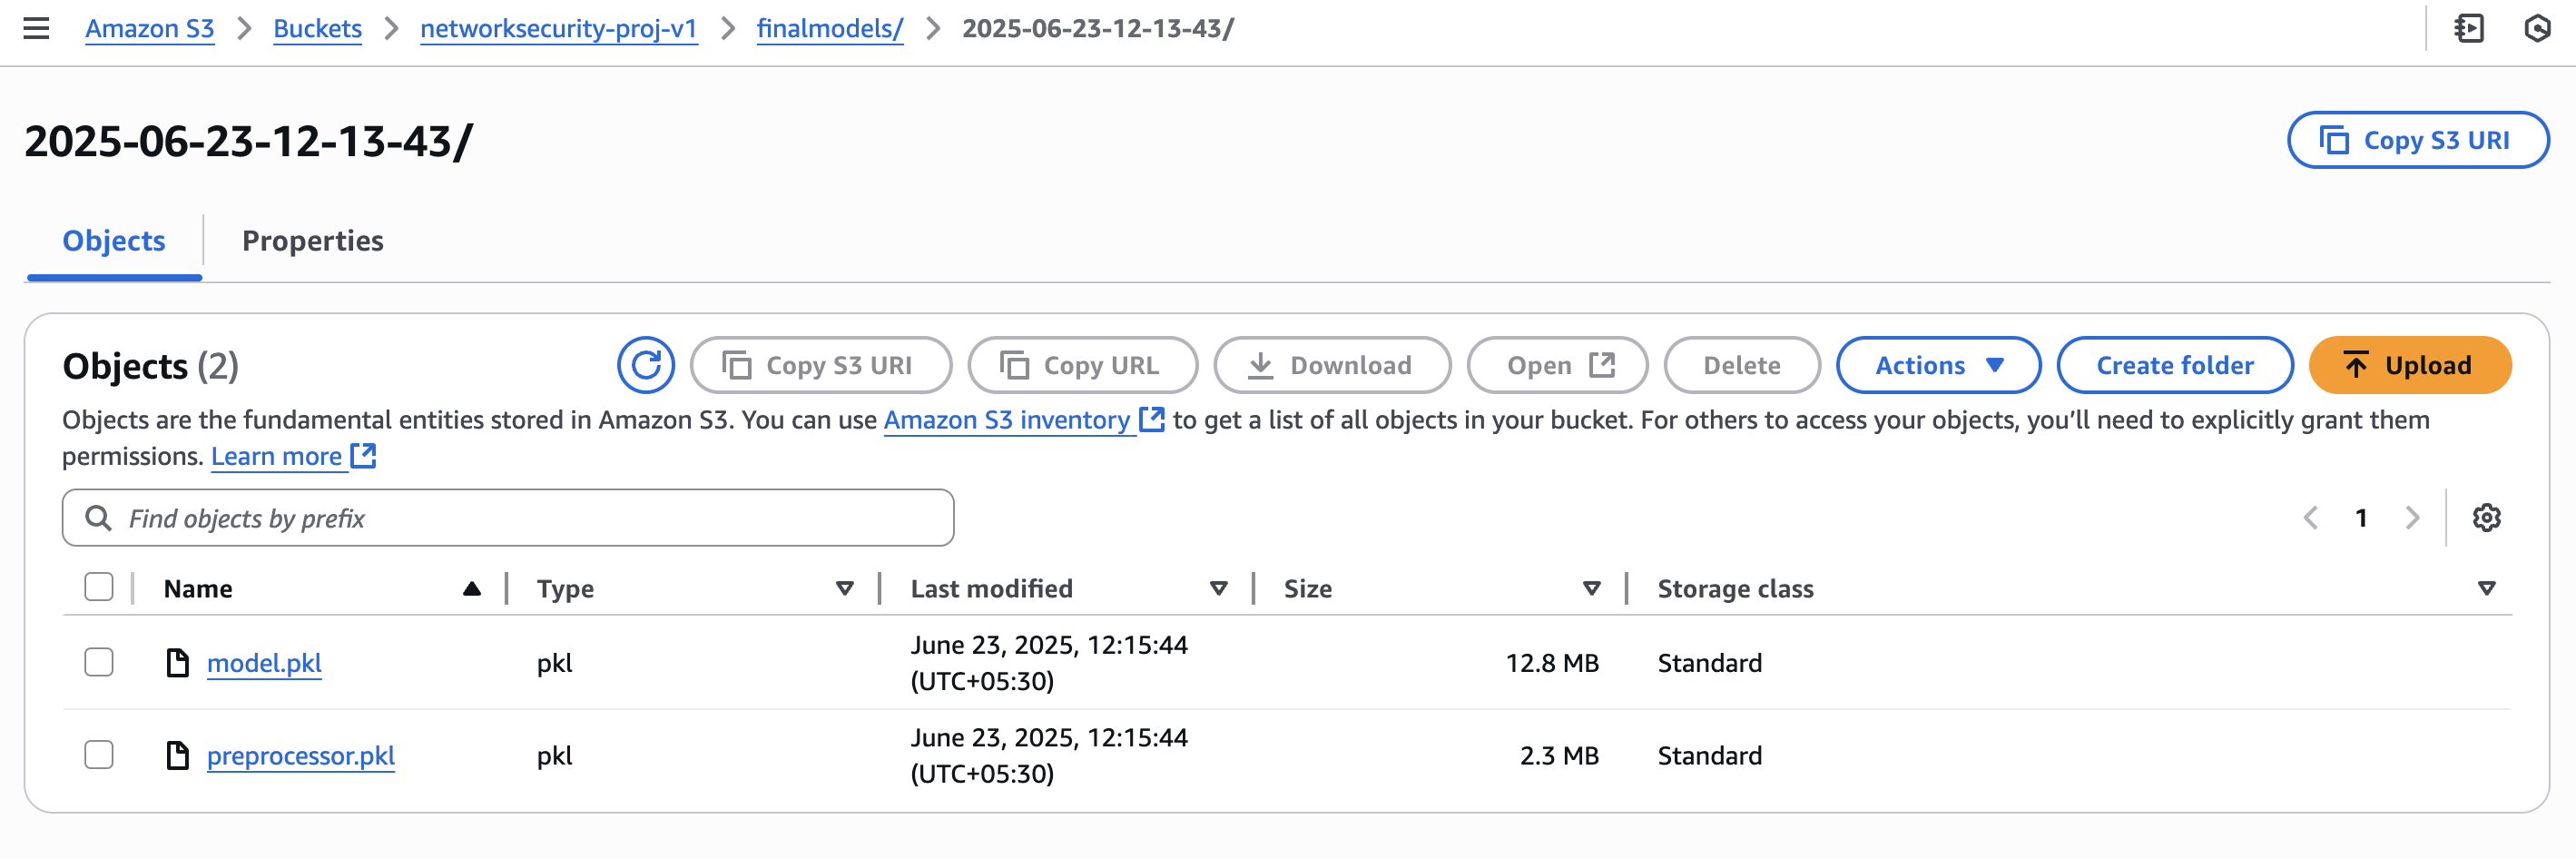 Amazon S3 > Buckets > networksecurity-proj-v1 > finalmodels/ > 2025-06-23-12-13-43/
2025-06-23-12-13-43/
Copy S3 URI
Objects
Properties
Objects (2)
Copy S3 URI
Copy URL
Download
Open
Delete
Actions
Create folder
Upload
Objects are the fundamental entities stored in Amazon S3. You can use Amazon S3 inventory to get a list of all objects in your bucket. For others to access your objects, you’ll need to explicitly grant them
permissions. Learn more
Find objects by prefix
1
Name Type Last modified Size Storage class
model.pkl pkl June 23, 2025, 12:15:44 (UTC+05:30) 12.8 MB Standard
preprocessor.pkl pkl June 23, 2025, 12:15:44 (UTC+05:30) 2.3 MB Standard